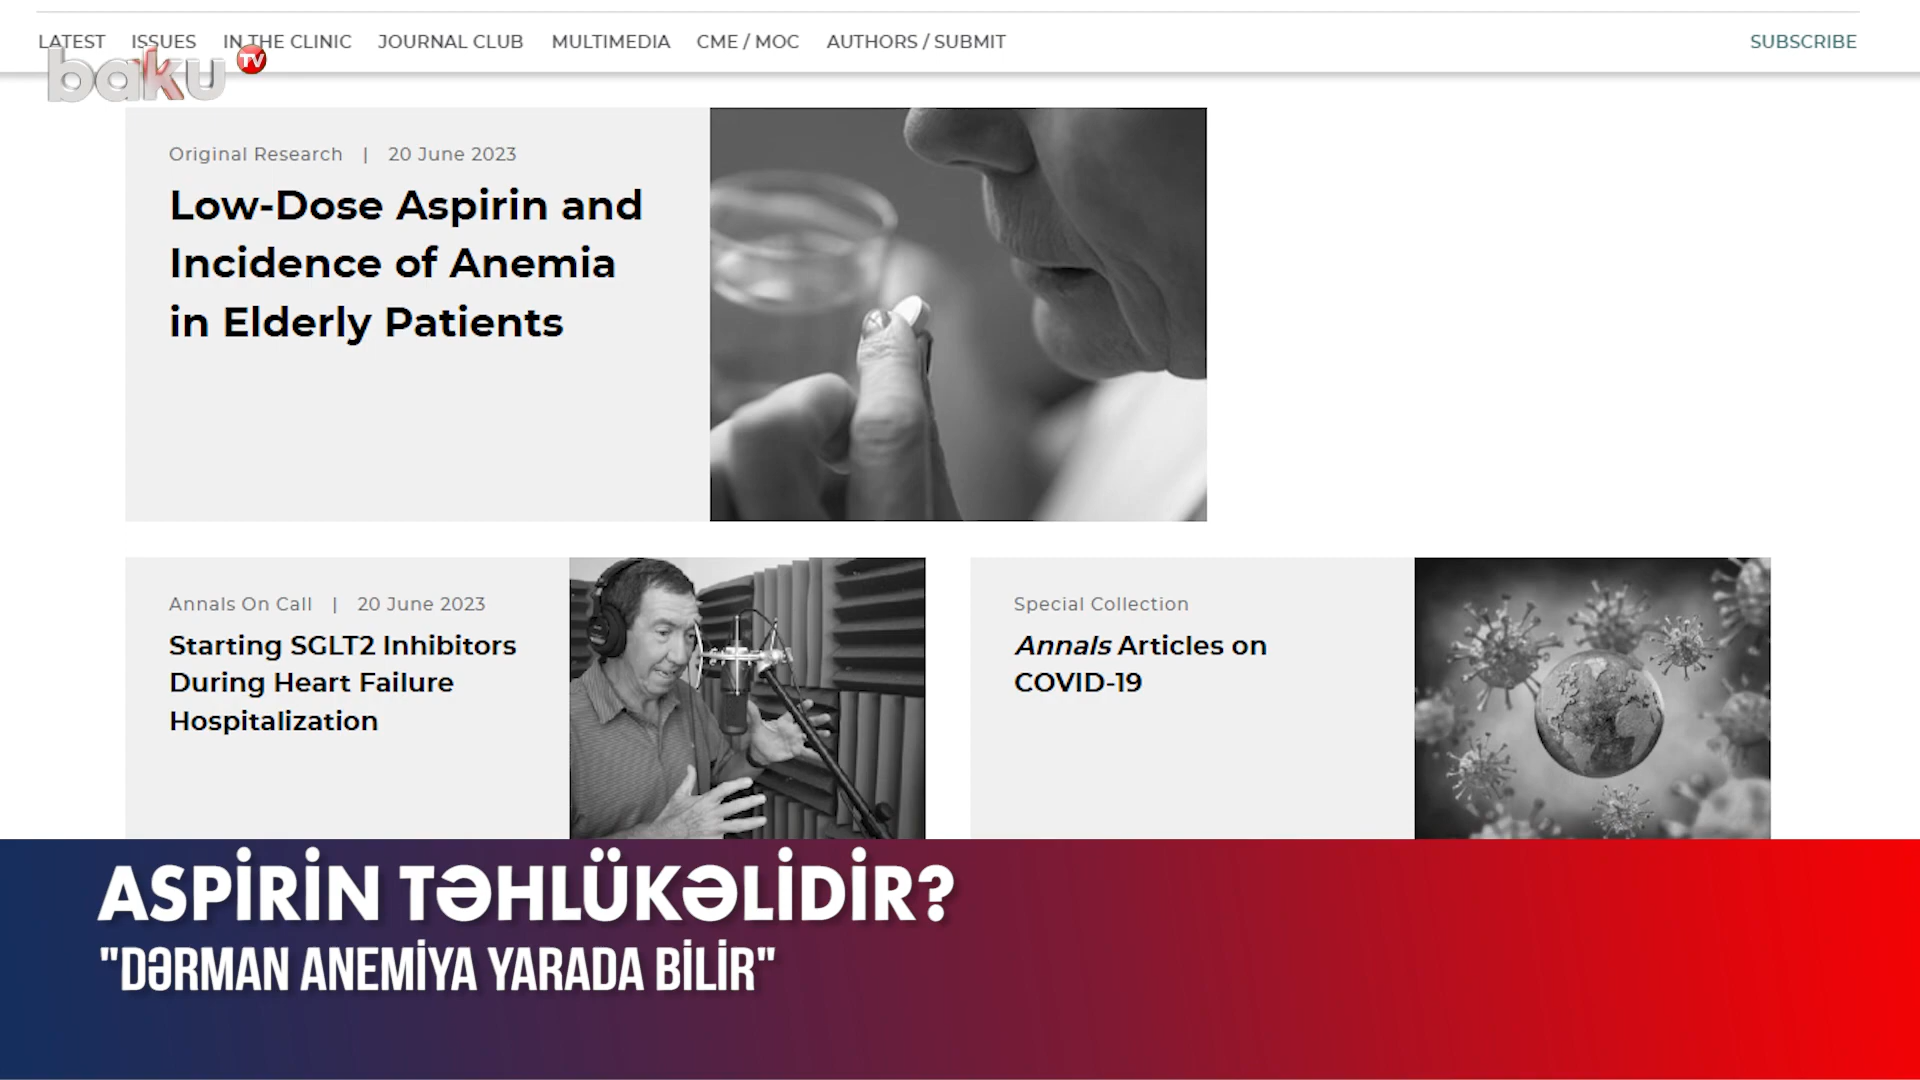 LATEST ISSUES IN THE CLINIC JOURNAL CLUB MULTIMEDIA CME / MOC AUTHORS / SUBMIT SUBSCRIBE
baku TV
Original Research | 20 June 2023
Low-Dose Aspirin and
Incidence of Anemia
in Elderly Patients
Annals On Call | 20 June 2023
Starting SGLT2 Inhibitors
During Heart Failure
Hospitalization
Special Collection
Annals Articles on
COVID-19
ASPİRİN TƏHLÜKƏLİDİR?
"DƏRMAN ANEMİYA YARADA BİLİR"